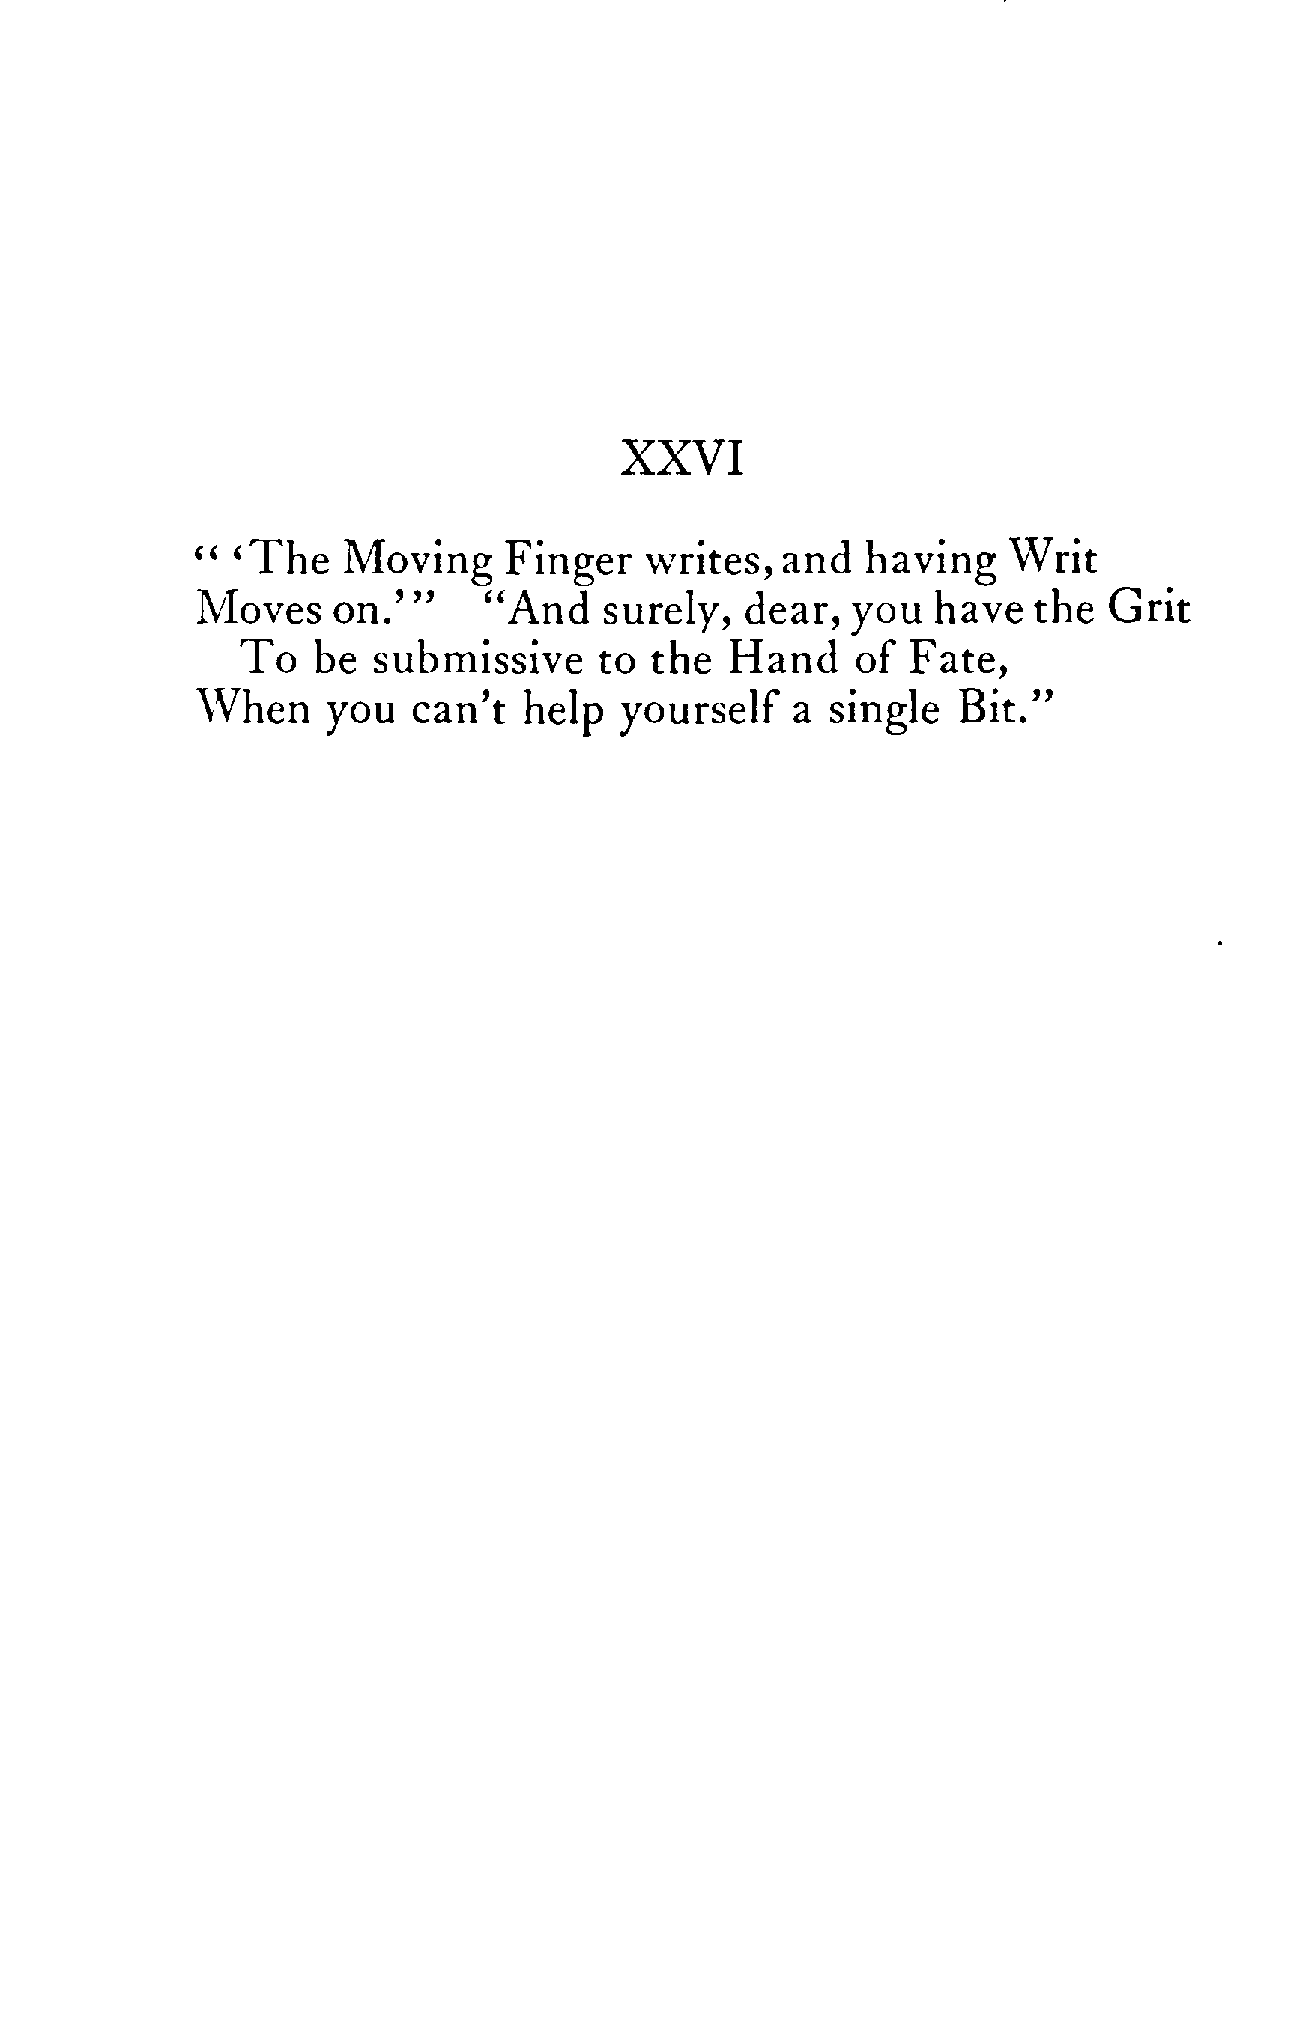 XXVI
“ ‘The Moving Finger writes, and having Writ
Moves on.’ ” “And surely, dear, you have the Grit
To be submissive to the Hand of Fate,
When you can't help yourself a single Bit.”